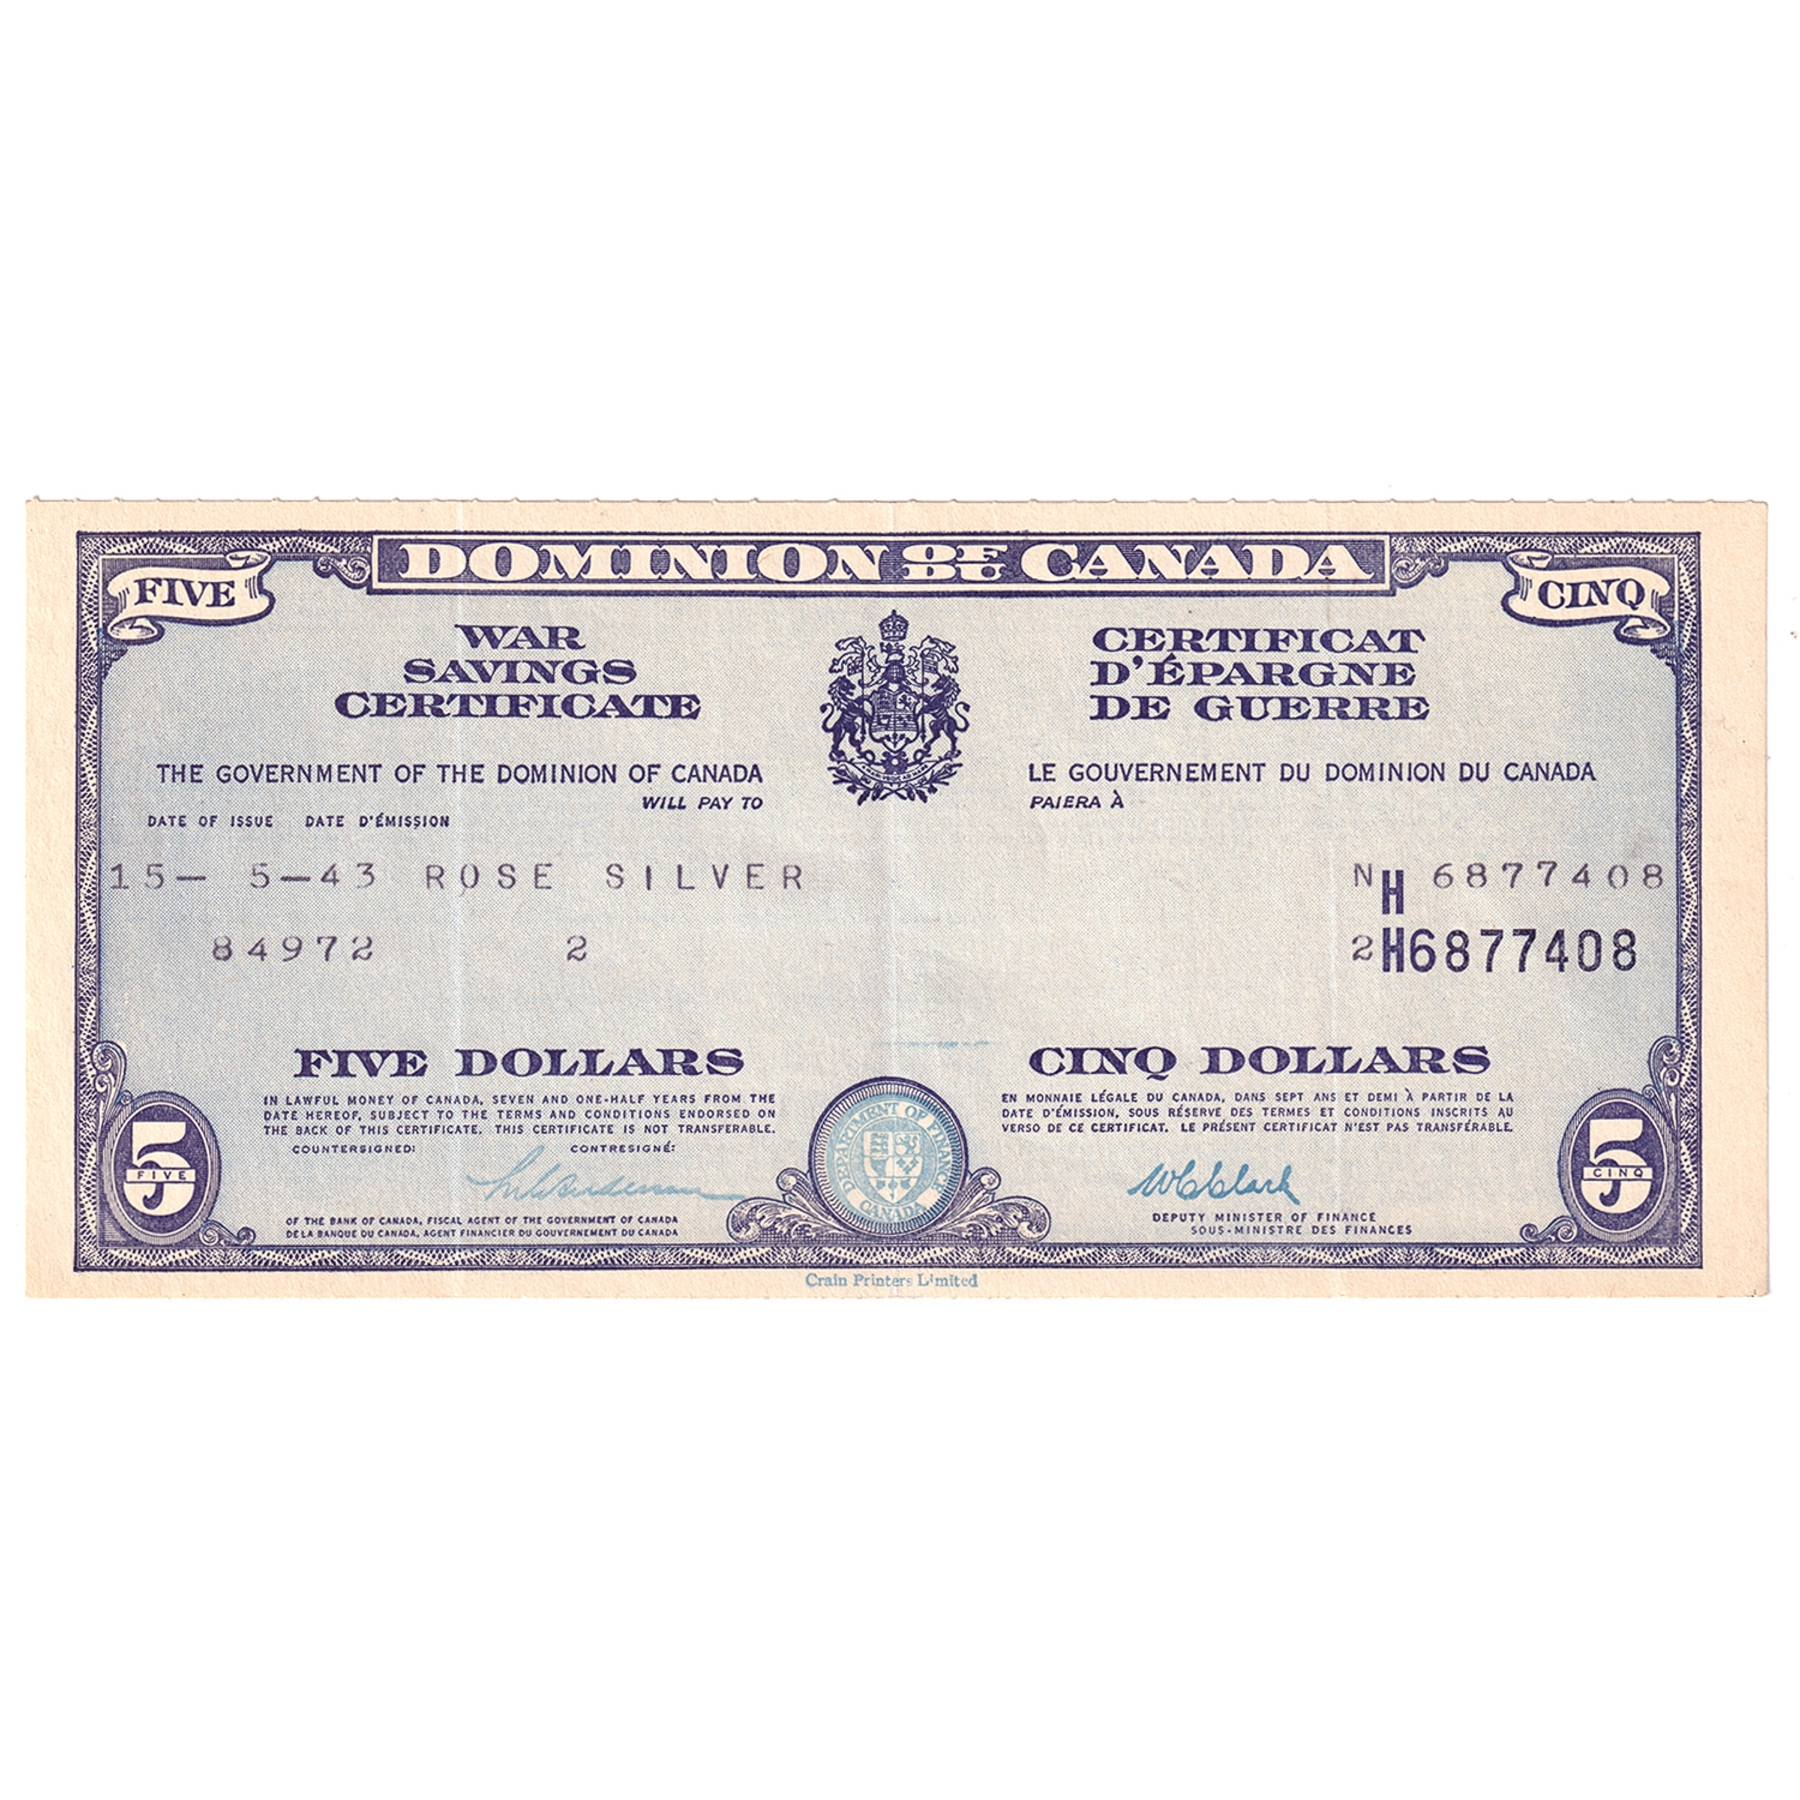 DOMINION OF DU CANADA
FIVE
CINQ
WAR
SAVINGS
CERTIFICATE
CERTIFICAT
D'ÉPARGNE
DE GUERRE
THE GOVERNMENT OF THE DOMINION OF CANADA
WILL PAY TO
LE GOUVERNEMENT DU DOMINION DU CANADA
PAIERA À
DATE OF ISSUE DATE D'ÉMISSION
15- 5-43 ROSE SILVER
N H 6877408
84972 2
2 H6877408
FIVE DOLLARS
IN LAWFUL MONEY OF CANADA, SEVEN AND ONE-HALF YEARS FROM THE
DATE HEREOF, SUBJECT TO THE TERMS AND CONDITIONS ENDORSED ON
THE BACK OF THIS CERTIFICATE. THIS CERTIFICATE IS NOT TRANSFERABLE.
COUNTERSIGNED: CONTRESIGNÉ:
OF THE BANK OF CANADA, FISCAL AGENT OF THE GOVERNMENT OF CANADA
DE LA BANQUE DU CANADA, AGENT FINANCIER DU GOUVERNEMENT DU CANADA
5
FIVE
DEPARTMENT OF FINANCE
CANADA
CINQ DOLLARS
EN MONNAIE LÉGALE DU CANADA, DANS SEPT ANS ET DEMI À PARTIR DE LA
DATE D'ÉMISSION, SOUS RÉSERVE DES TERMES ET CONDITIONS INSCRITS AU
VERSO DE CE CERTIFICAT. LE PRÉSENT CERTIFICAT N'EST PAS TRANSFÉRABLE.
W C Clark
DEPUTY MINISTER OF FINANCE
SOUS-MINISTRE DES FINANCES
5
CINQ
Crain Printers Limited